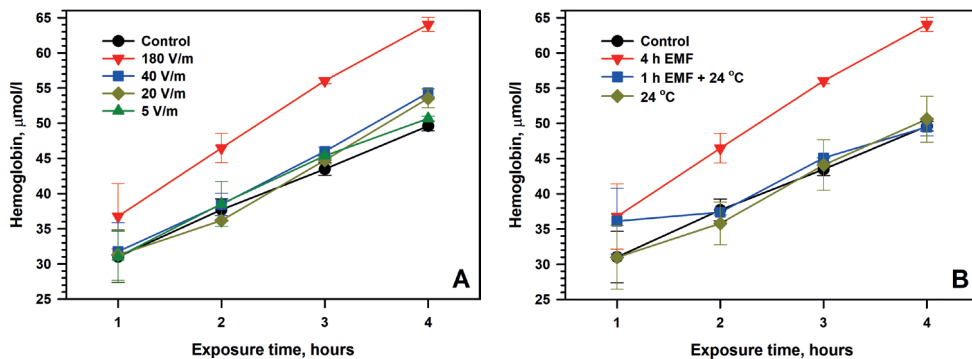 65
60
55
50
45
40
35
30
25
Hemoglobin, μmol/l
Control
180 V/m
40 V/m
20 V/m
5 V/m
A
1 2 3 4
Exposure time, hours
65
60
55
50
45
40
35
30
25
Hemoglobin, μmol/l
Control
4 h EMF
1 h EMF + 24 °C
24 °C
B
1 2 3 4
Exposure time, hours